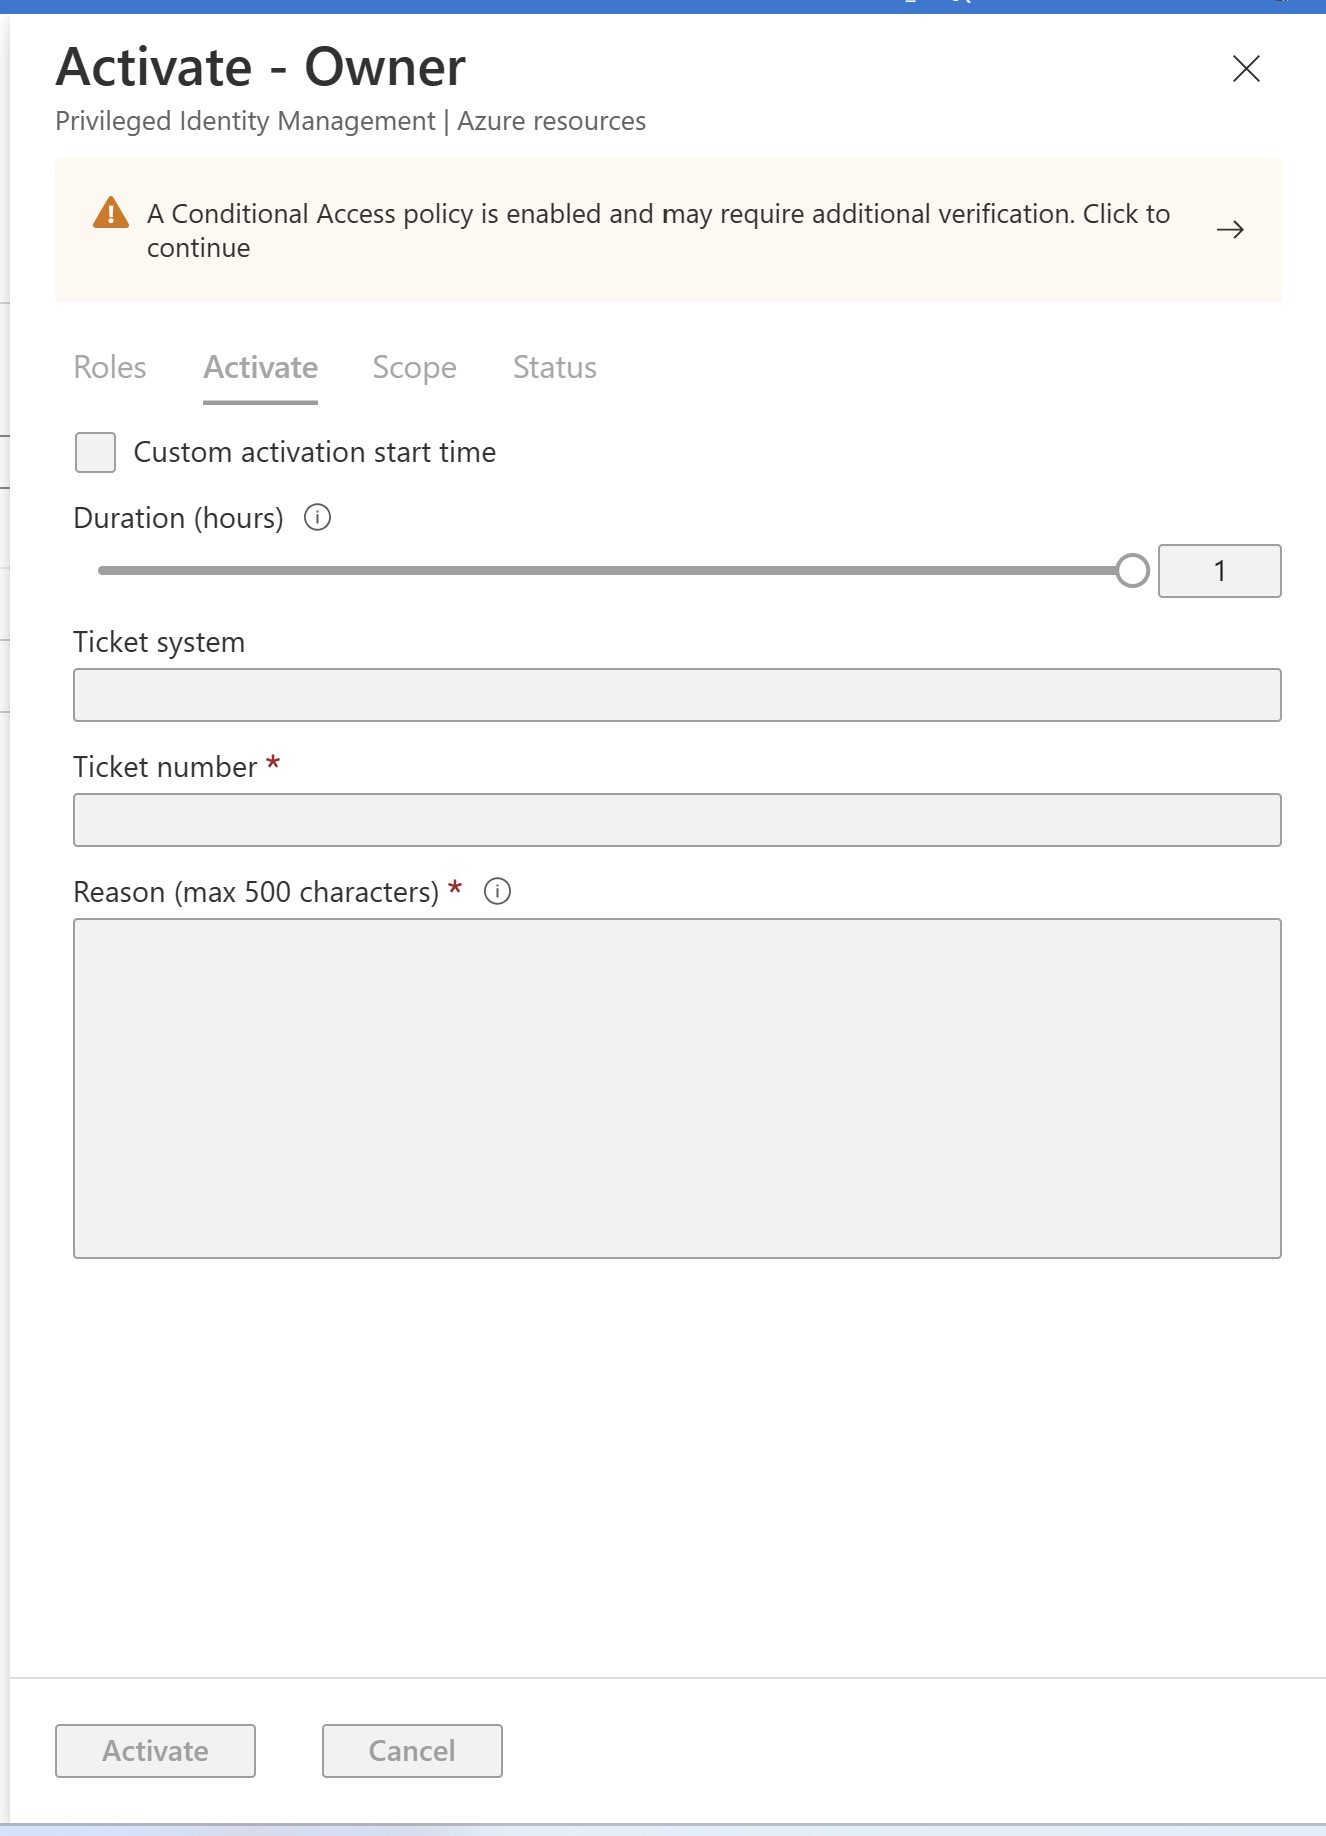 Activate - Owner
Privileged Identity Management | Azure resources
A Conditional Access policy is enabled and may require additional verification. Click to
continue
Roles Activate Scope Status
Custom activation start time
Duration (hours)
1
Ticket system
Ticket number *
Reason (max 500 characters) *
Activate Cancel